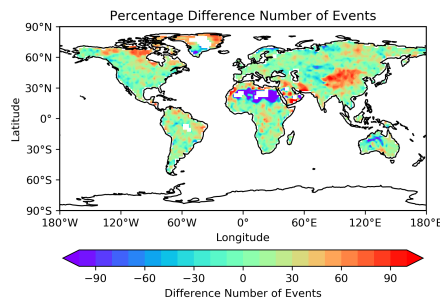 Percentage Difference Number of Events
90°N
60°N
30°N
0°
30°S
60°S
90°S
Latitude
180°W 120°W 60°W 0° 60°E 120°E 180°E
Longitude
−90 −60 −30 0 30 60 90
Difference Number of Events